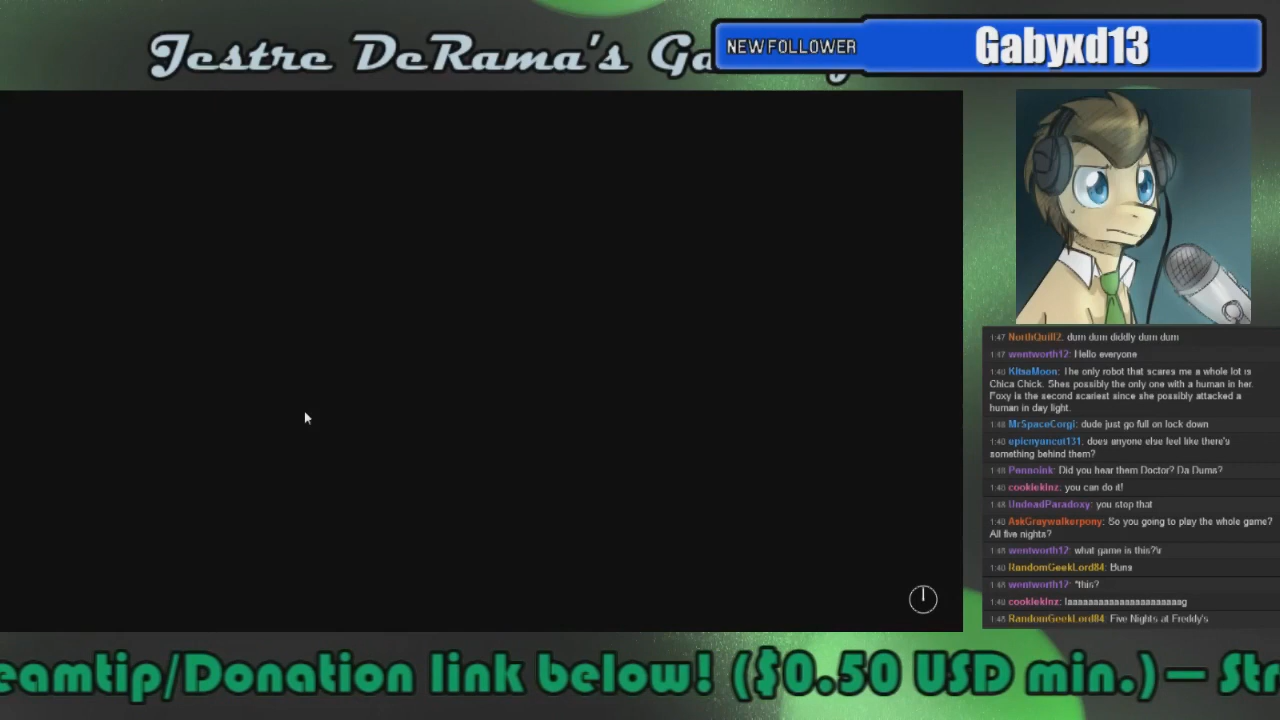 Jestre DeRama's Ga
NEW FOLLOWER
Gabyxd13
1:47 NorthQuill2: dum dum diddly dum dum
1:47 wentworth12: Hello everyone
1:48 KitsaMoon: The only robot that scares me a whole lot is
Chica Chick. Shes possibly the only one with a human in her.
Foxy is the second scariest since she possibly attacked a
human in day light.
1:48 MrSpaceCorgi: dude just go full on lock down
1:48 epicnyancat131: does anyone else feel like there's
something behind them?
1:48 Pennoink: Did you hear them Doctor? Da Dums?
1:48 cookieklnz: you can do it!
1:48 UndeadParadoxy: you stop that
1:48 AskGraywalkerpony: So you going to play the whole game?
All five nights?
1:48 wentworth12: what game is this?\r
1:48 RandomGeekLord84: Buns
1:48 wentworth12: *this?
1:48 cookieklnz: laaaaaaaaaaaaaaaaaaaaaag
1:48 RandomGeekLord84: Five Nights at Freddy's
eamtip/Donation link below! ($0.50 USD min.) — Str